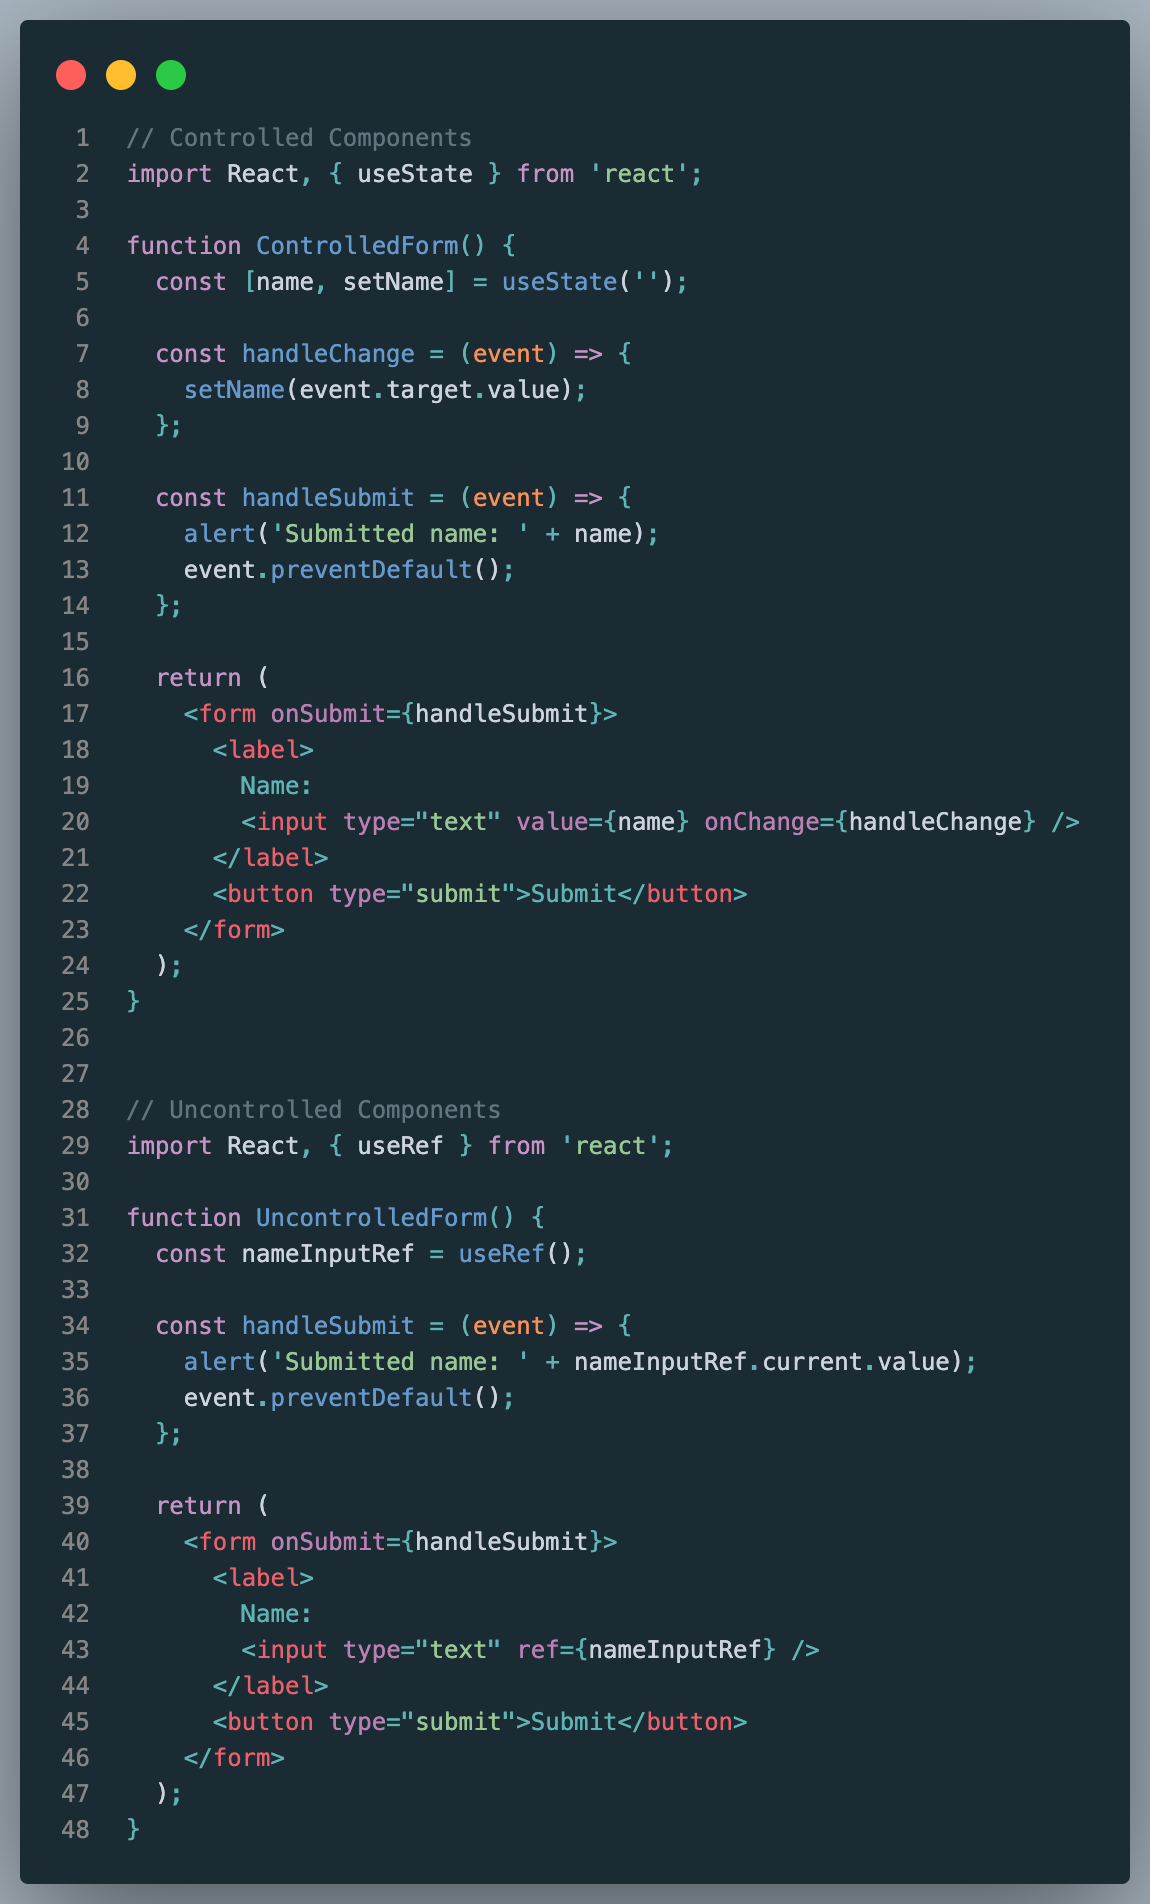 1 // Controlled Components
2 import React, { useState } from 'react';
3
4 function ControlledForm() {
5   const [name, setName] = useState('');
6
7   const handleChange = (event) => {
8     setName(event.target.value);
9   };
10
11   const handleSubmit = (event) => {
12     alert('Submitted name: ' + name);
13     event.preventDefault();
14   };
15
16   return (
17     <form onSubmit={handleSubmit}>
18       <label>
19         Name:
20         <input type="text" value={name} onChange={handleChange} />
21       </label>
22       <button type="submit">Submit</button>
23     </form>
24   );
25 }
26
27
28 // Uncontrolled Components
29 import React, { useRef } from 'react';
30
31 function UncontrolledForm() {
32   const nameInputRef = useRef();
33
34   const handleSubmit = (event) => {
35     alert('Submitted name: ' + nameInputRef.current.value);
36     event.preventDefault();
37   };
38
39   return (
40     <form onSubmit={handleSubmit}>
41       <label>
42         Name:
43         <input type="text" ref={nameInputRef} />
44       </label>
45       <button type="submit">Submit</button>
46     </form>
47   );
48 }